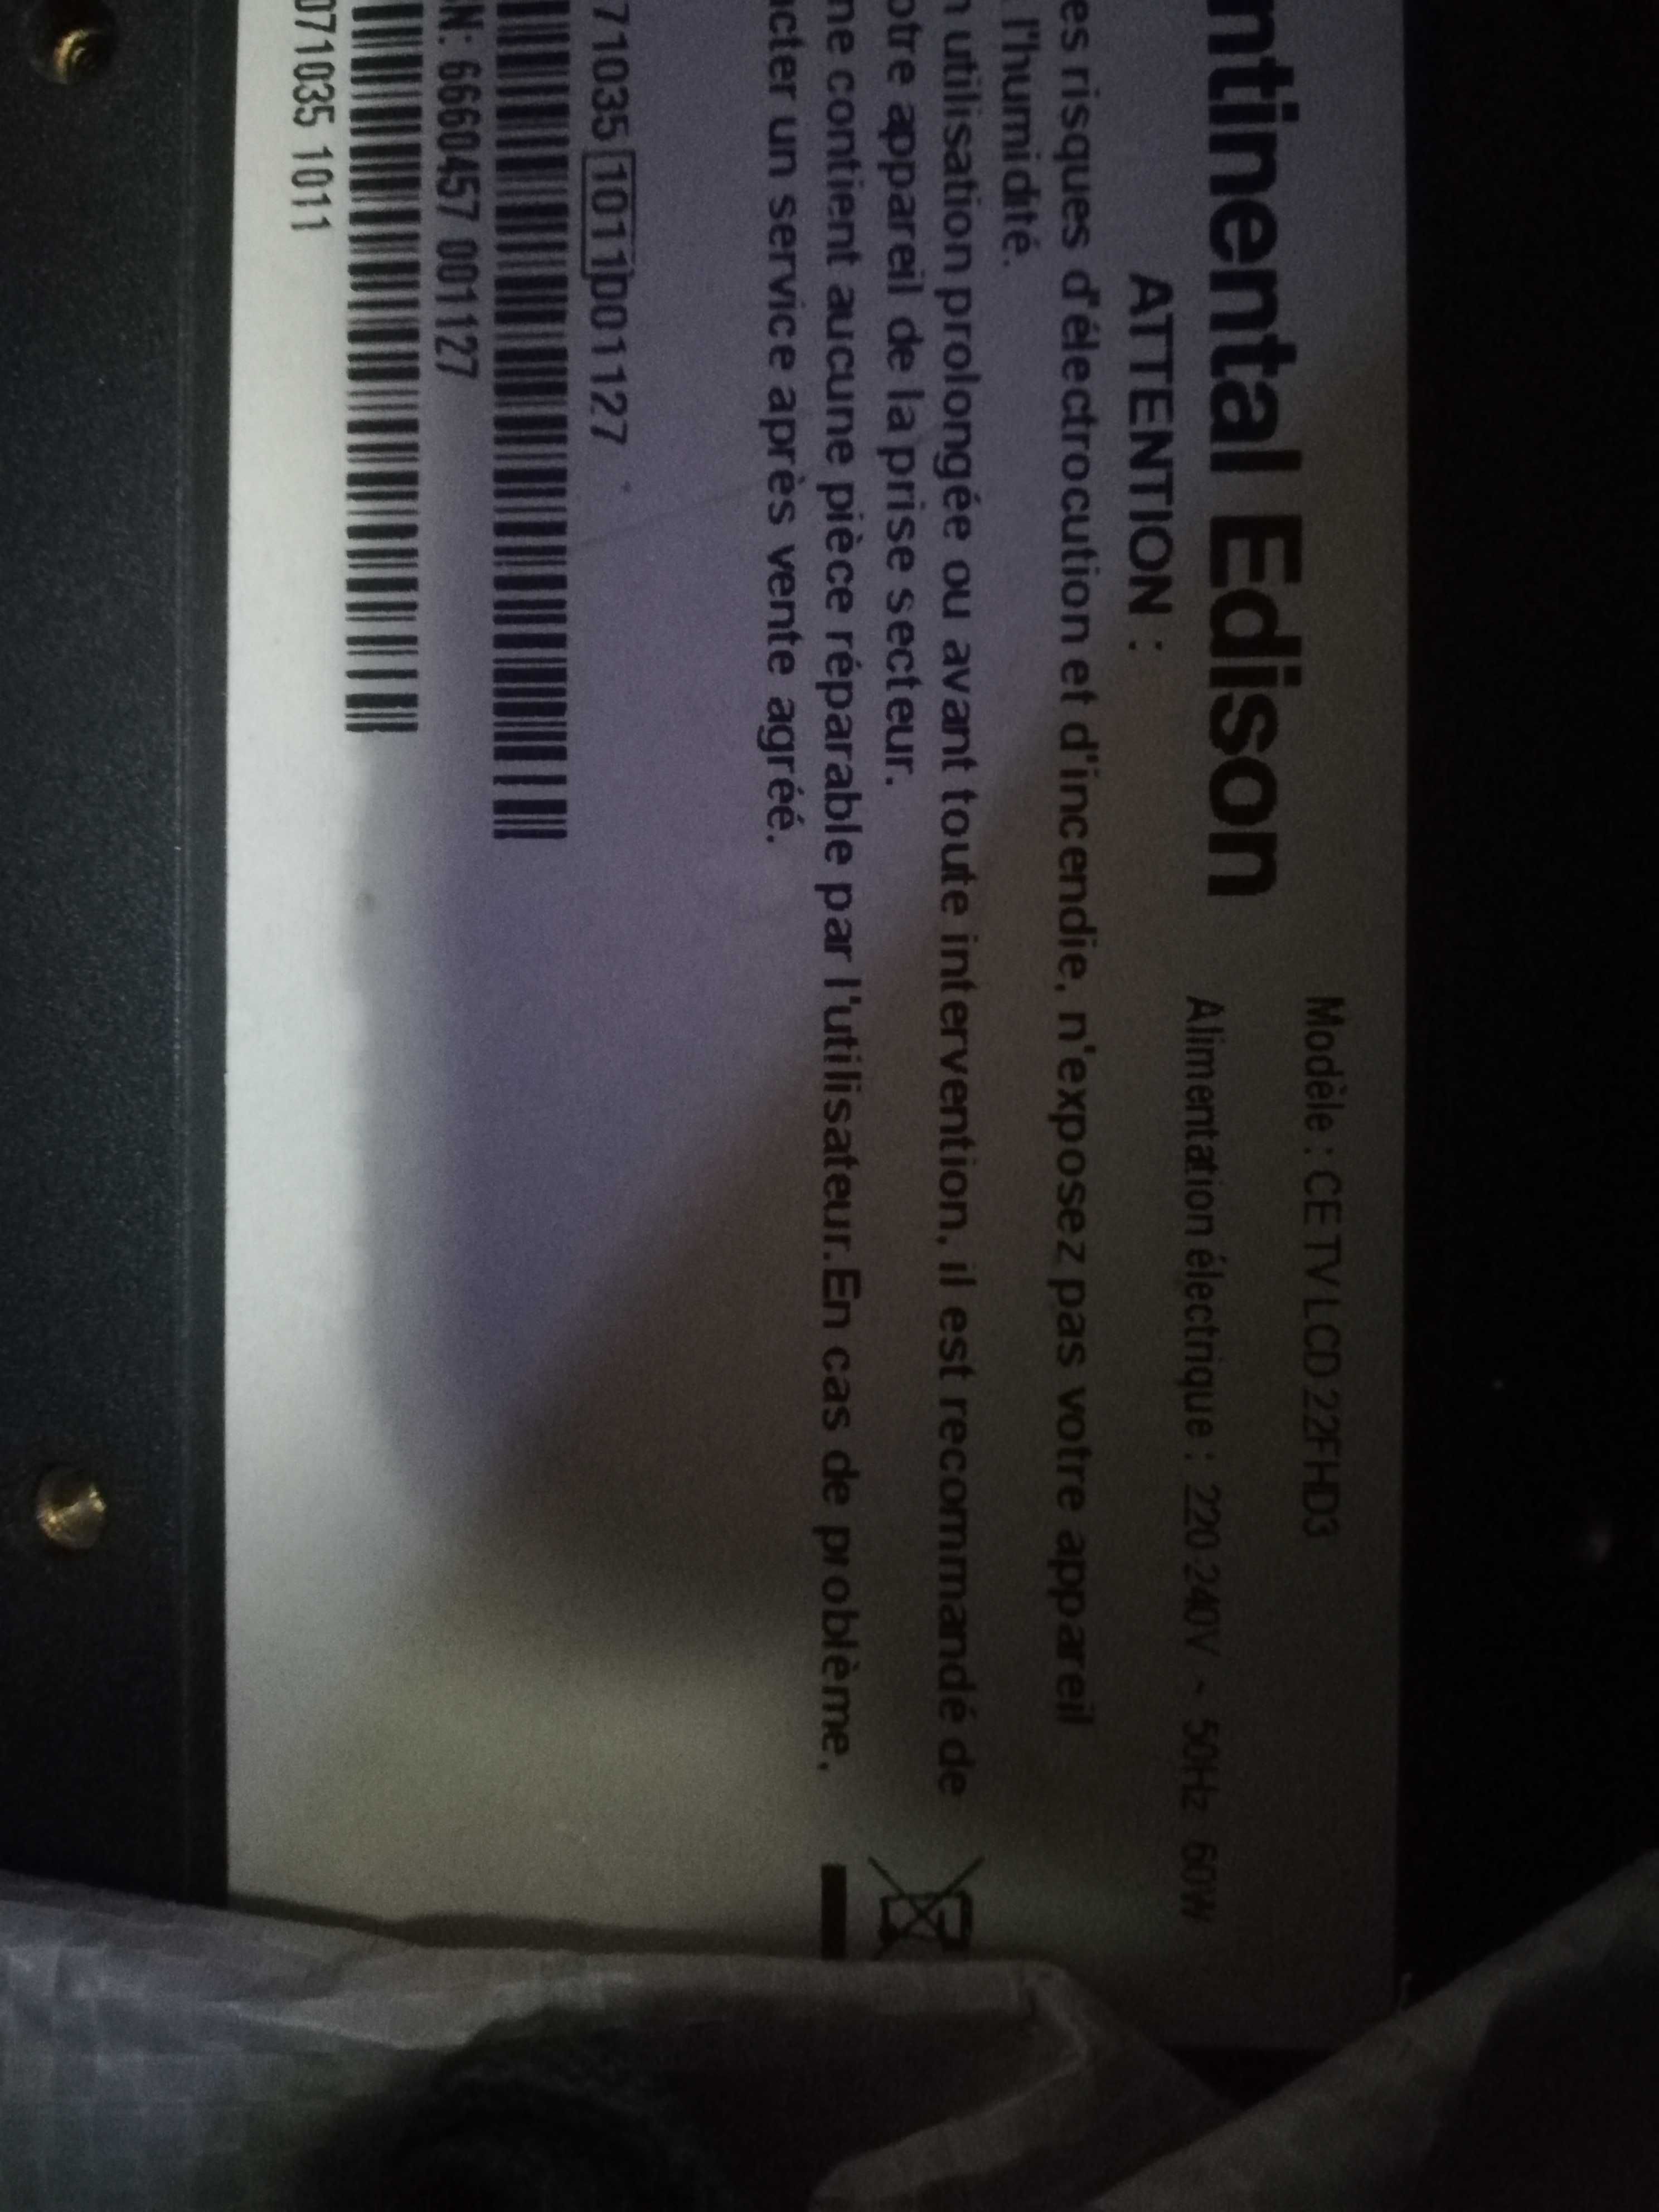 ntinental Edison
Modèle : CE TV LCD 22FHD3
Alimentation électrique : 220-240V ~ 50Hz 60W
ATTENTION :
es risques d'électrocution et d'incendie, n'exposez pas votre appareil
l'humidité.
utilisation prolongée ou avant toute intervention, il est recommandé de
otre appareil de la prise secteur.
ne contient aucune pièce réparable par l'utilisateur.En cas de problème,
acter un service après vente agréé.
71035 1011 001127
N: 6660457 001127
071035 1011